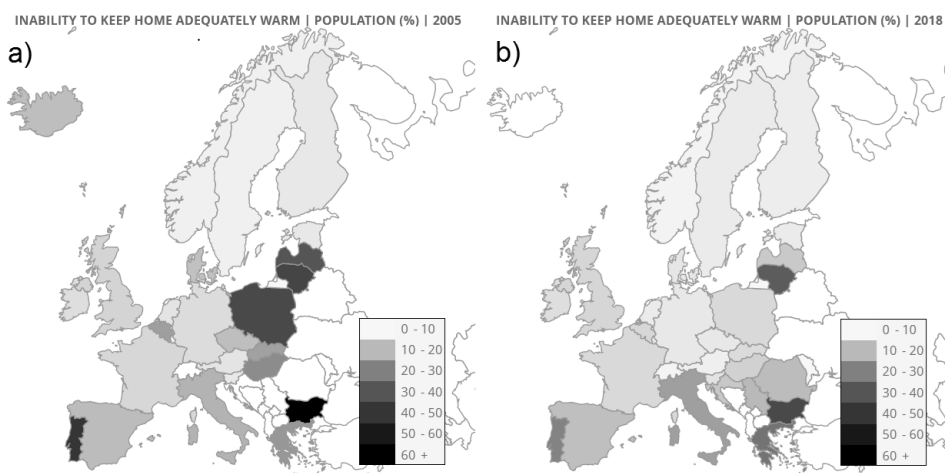 INABILITY TO KEEP HOME ADEQUATELY WARM | POPULATION (%) | 2005
a)
0 - 10
10 - 20
20 - 30
30 - 40
40 - 50
50 - 60
60 +
INABILITY TO KEEP HOME ADEQUATELY WARM | POPULATION (%) | 2018
b)
0 - 10
10 - 20
20 - 30
30 - 40
40 - 50
50 - 60
60 +